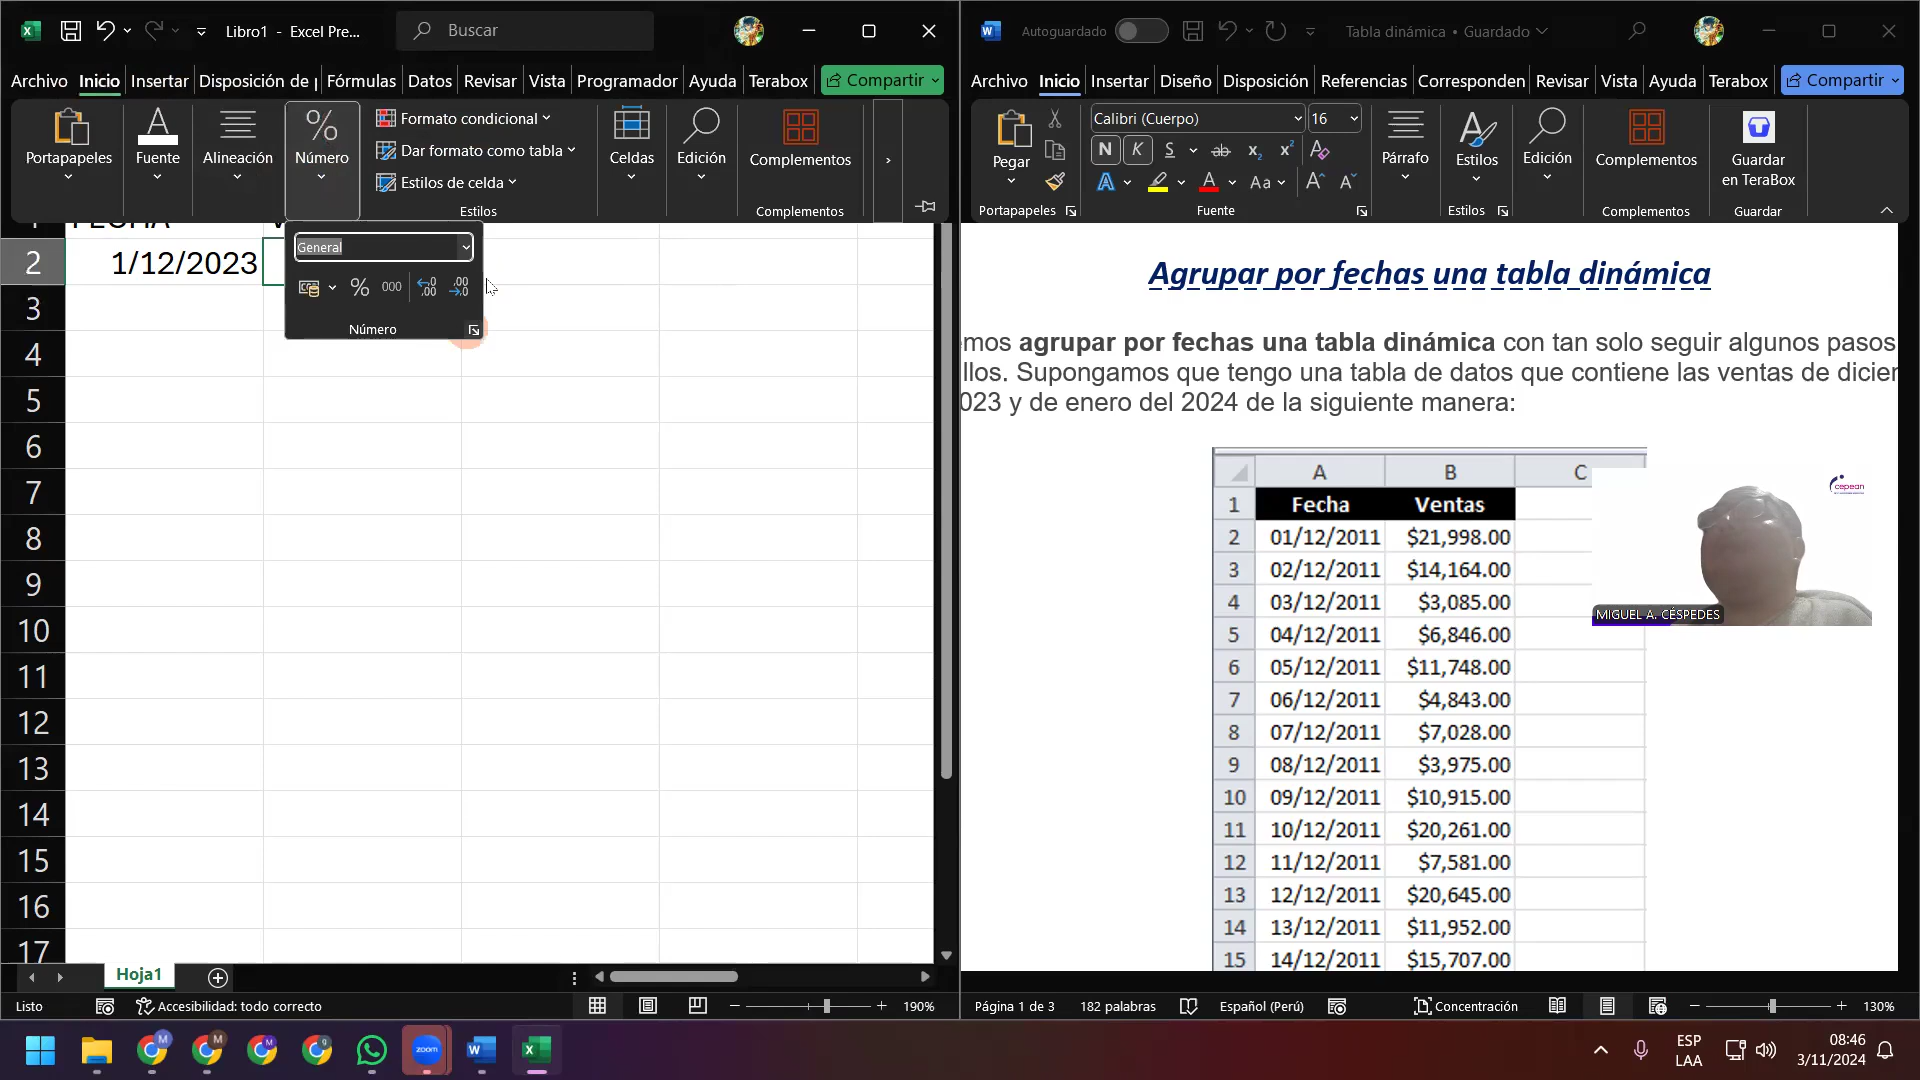 Libro1 - Excel Pre...
Buscar
Archivo Inicio Insertar Disposición de Fórmulas Datos Revisar Vista Programador Ayuda Terabox Compartir
Portapapeles
Fuente
Alineación
Número
Formato condicional
Dar formato como tabla
Estilos de celda
Estilos
Celdas
Edición
Complementos
Complementos
General
% 000 ,00
Número
FECHA
2 1/12/2023
3
4
5
6
7
8
9
10
11
12
13
14
15
16
17
Hoja1
Listo
Accesibilidad: todo correcto
190%
Autoguardado
Tabla dinámica • Guardado
Archivo Inicio Insertar Diseño Disposición Referencias Corresponden Revisar Vista Ayuda Terabox Compartir
Pegar
Portapapeles
Calibri (Cuerpo) 16
N K S ab x₂ x² A
A A Aa A A
Fuente
Párrafo
Estilos
Estilos
Edición
Complementos
Complementos
Guardar
en TeraBox
Guardar
Agrupar por fechas una tabla dinámica
emos agrupar por fechas una tabla dinámica con tan solo seguir algunos pasos
llos. Supongamos que tengo una tabla de datos que contiene las ventas de dicier
023 y de enero del 2024 de la siguiente manera:
A B C
1 Fecha Ventas
2 01/12/2011 $21,998.00
3 02/12/2011 $14,164.00
4 03/12/2011 $3,085.00
5 04/12/2011 $6,846.00
6 05/12/2011 $11,748.00
7 06/12/2011 $4,843.00
8 07/12/2011 $7,028.00
9 08/12/2011 $3,975.00
10 09/12/2011 $10,915.00
11 10/12/2011 $20,261.00
12 11/12/2011 $7,581.00
13 12/12/2011 $20,645.00
14 13/12/2011 $11,952.00
15 14/12/2011 $15,707.00
cepean
MIGUEL A. CÉSPEDES
Página 1 de 3
182 palabras
Español (Perú)
Concentración
130%
zoom
ESP
LAA
08:46
3/11/2024